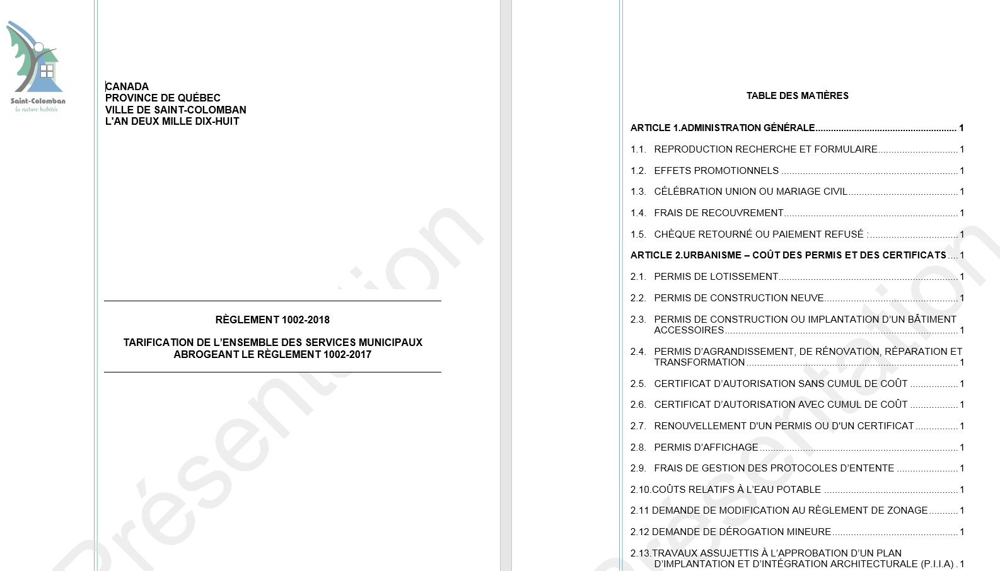 Saint-Colomban
la nature habitée
CANADA
PROVINCE DE QUÉBEC
VILLE DE SAINT-COLOMBAN
L'AN DEUX MILLE DIX-HUIT
RÈGLEMENT 1002-2018
TARIFICATION DE L’ENSEMBLE DES SERVICES MUNICIPAUX
ABROGEANT LE RÈGLEMENT 1002-2017
Présentation
TABLE DES MATIÈRES
ARTICLE 1.ADMINISTRATION GÉNÉRALE...................................................... 1
1.1. REPRODUCTION RECHERCHE ET FORMULAIRE.............................. 1
1.2. EFFETS PROMOTIONNELS ................................................................... 1
1.3. CÉLÉBRATION UNION OU MARIAGE CIVIL.......................................... 1
1.4. FRAIS DE RECOUVREMENT.................................................................. 1
1.5. CHÈQUE RETOURNÉ OU PAIEMENT REFUSÉ :................................. 1
ARTICLE 2.URBANISME – COÛT DES PERMIS ET DES CERTIFICATS .... 1
2.1. PERMIS DE LOTISSEMENT.................................................................... 1
2.2. PERMIS DE CONSTRUCTION NEUVE................................................... 1
2.3. PERMIS DE CONSTRUCTION OU IMPLANTATION D’UN BÂTIMENT
ACCESSOIRES........................................................................................ 1
2.4. PERMIS D’AGRANDISSEMENT, DE RÉNOVATION, RÉPARATION ET
TRANSFORMATION ................................................................................ 1
2.5. CERTIFICAT D’AUTORISATION SANS CUMUL DE COÛT .................. 1
2.6. CERTIFICAT D’AUTORISATION AVEC CUMUL DE COÛT .................. 1
2.7. RENOUVELLEMENT D'UN PERMIS OU D'UN CERTIFICAT ................ 1
2.8. PERMIS D’AFFICHAGE ........................................................................... 1
2.9. FRAIS DE GESTION DES PROTOCOLES D’ENTENTE ....................... 1
2.10.COÛTS RELATIFS À L’EAU POTABLE .................................................. 1
2.11 DEMANDE DE MODIFICATION AU RÈGLEMENT DE ZONAGE........... 1
2.12 DEMANDE DE DÉROGATION MINEURE................................................ 1
2.13.TRAVAUX ASSUJETTIS À L’APPROBATION D’UN PLAN
D’IMPLANTATION ET D’INTÉGRATION ARCHITECTURALE (P.I.I.A) . 1
Présentation